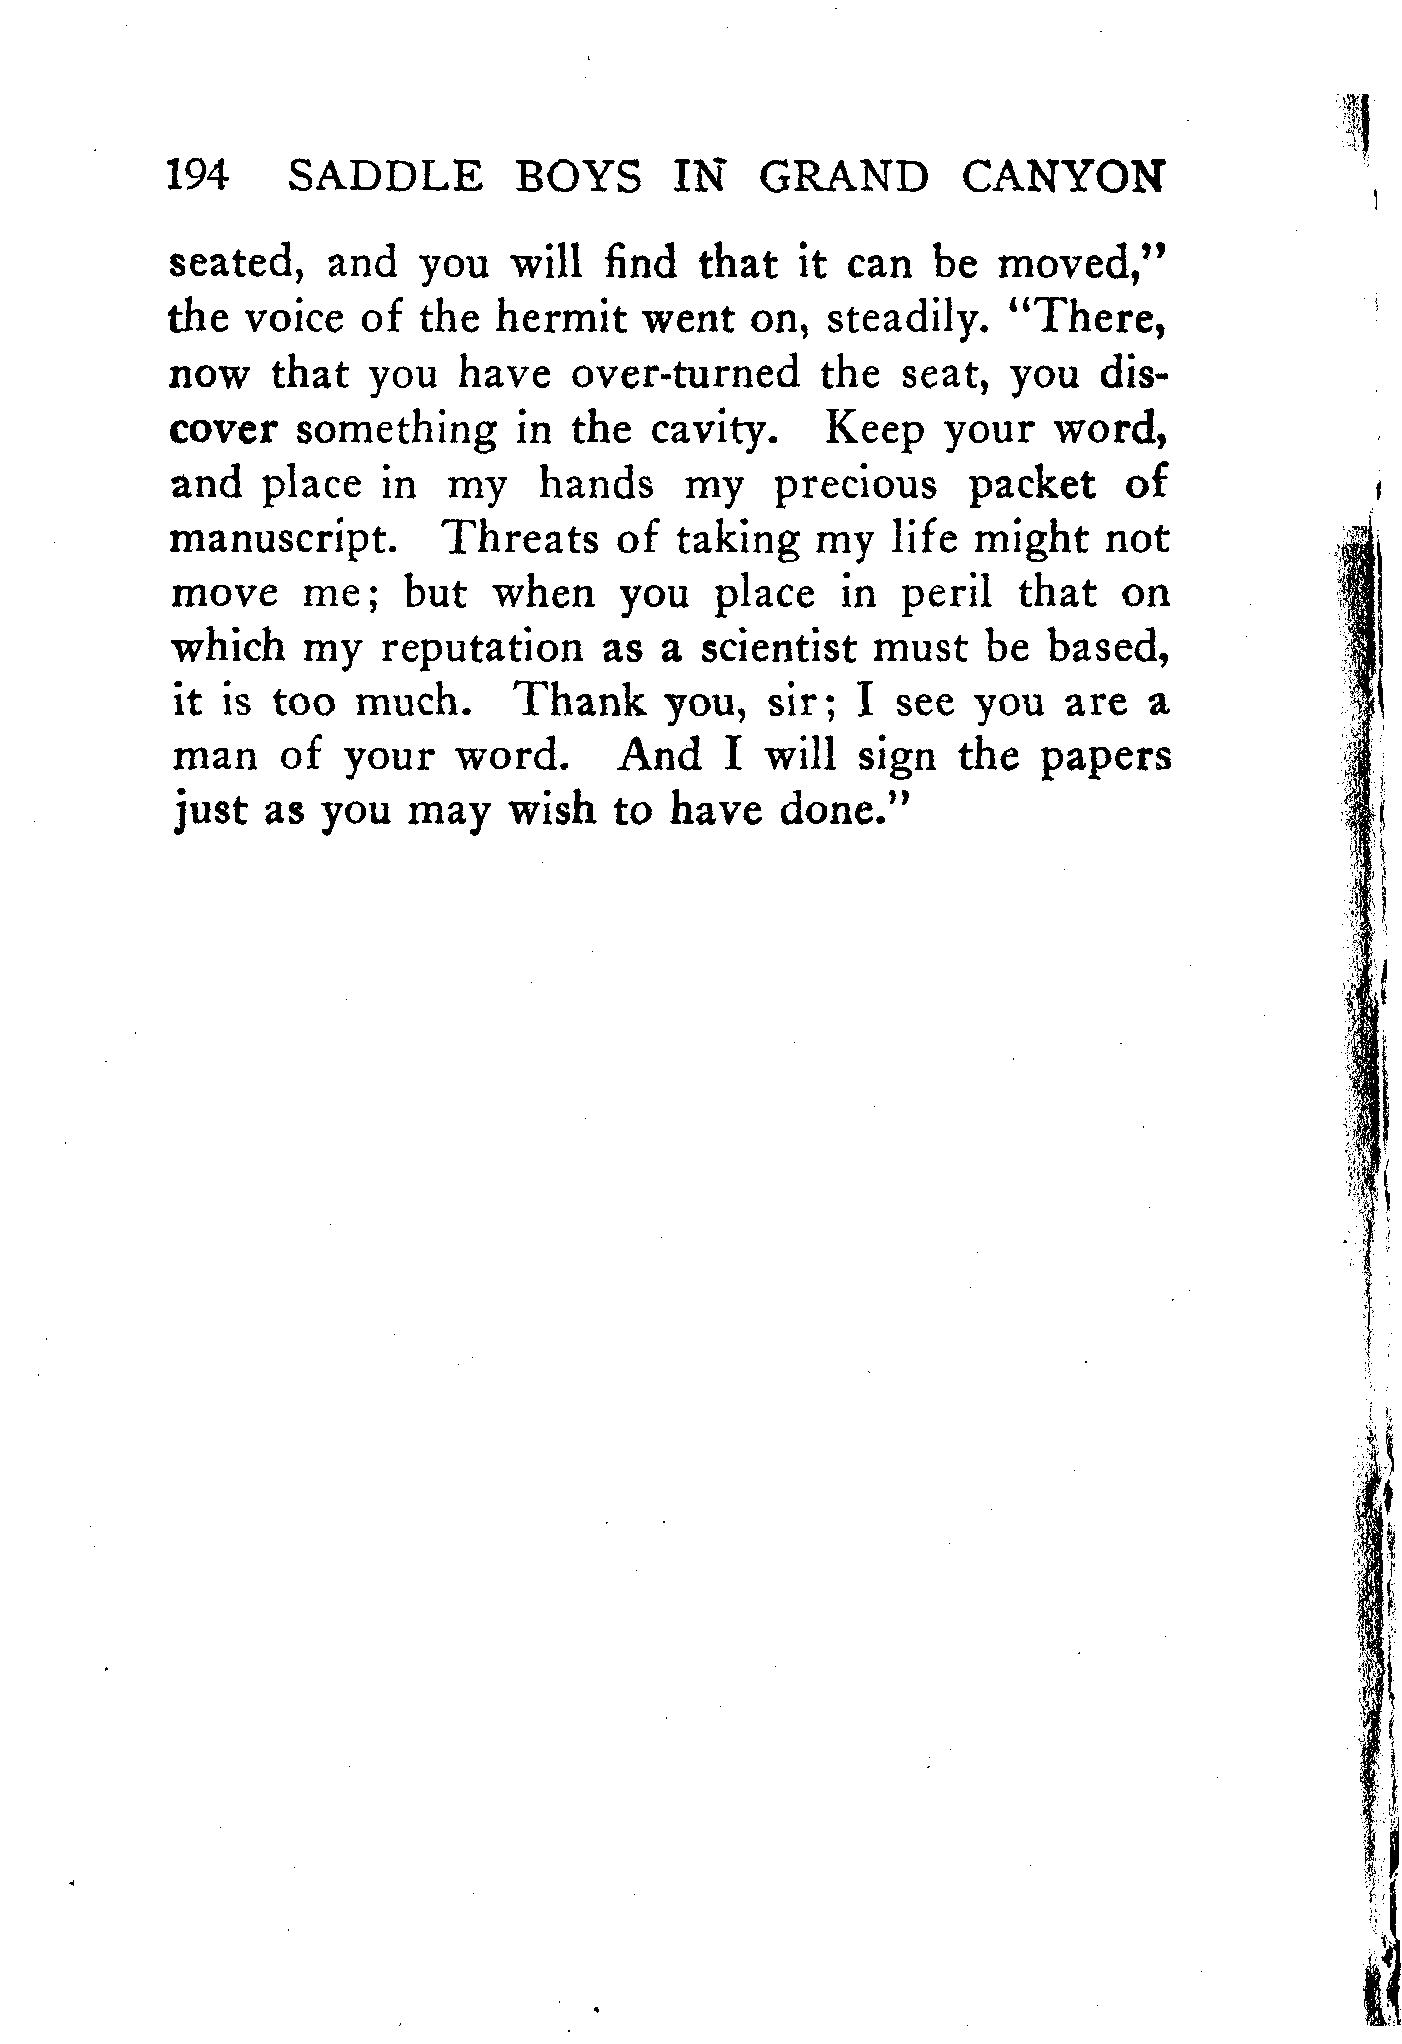 194 SADDLE BOYS IN GRAND CANYON
seated, and you will find that it can be moved,"
the voice of the hermit went on, steadily. "There,
now that you have over-turned the seat, you dis-
cover something in the cavity. Keep your word,
and place in my hands my precious packet of
manuscript. Threats of taking my life might not
move me; but when you place in peril that on
which my reputation as a scientist must be based,
it is too much. Thank you, sir; I see you are a
man of your word. And I will sign the papers
just as you may wish to have done."